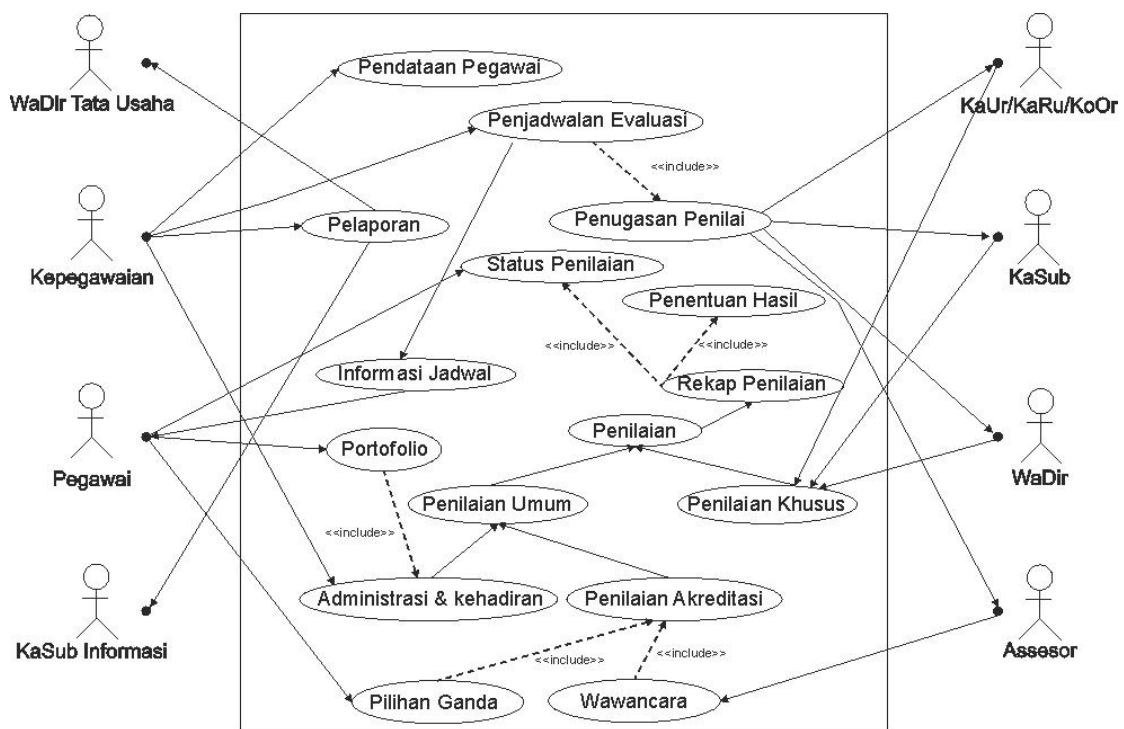 WaDIr Tata Usaha
Kepegawaian
Pegawai
KaSub Informasi
Pendataan Pegawai
Penjadwalan Evaluasi
<<include>>
Penugasan Penilai
Pelaporan
Status Penilaian
Penentuan Hasil
<<include>>
<<include>>
Informasi Jadwal
Rekap Penilaian
Penilaian
Portofolio
Penilaian Umum
Penilaian Khusus
<<include>>
Administrasi & kehadiran
Penilaian Akreditasi
<<include>>
<<include>>
Pilihan Ganda
Wawancara
KaUr/KaRu/KoOr
KaSub
WaDir
Assesor